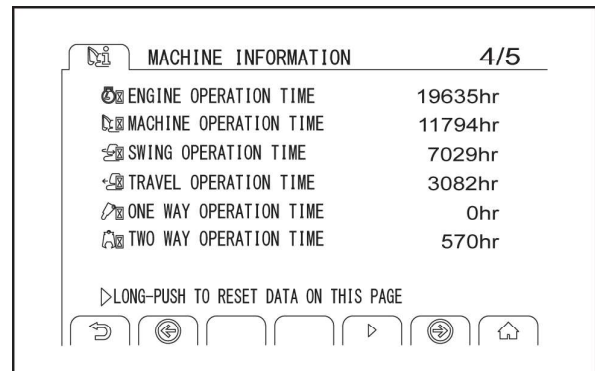 MACHINE INFORMATION 4/5
ENGINE OPERATION TIME 19635hr
MACHINE OPERATION TIME 11794hr
SWING OPERATION TIME 7029hr
TRAVEL OPERATION TIME 3082hr
ONE WAY OPERATION TIME 0hr
TWO WAY OPERATION TIME 570hr
LONG-PUSH TO RESET DATA ON THIS PAGE